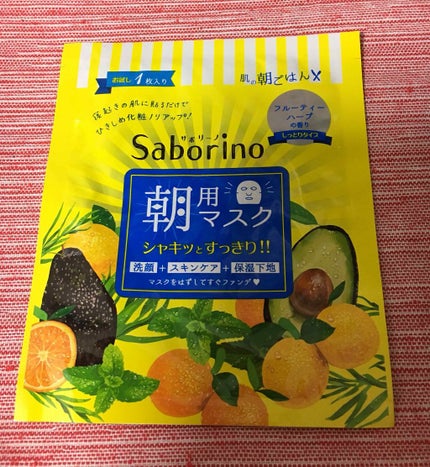 お試し 1枚入り
肌の朝ごはん
寝起きの肌に貼るだけで
ひきしめ化粧ノリアップ!
フルーティー
ハーブ
の香り
しっとりタイプ
サボリーノ
Saborino
朝用マスク
シャキッとすっきり!!
洗顔+スキンケア+保湿下地
マスクをはずしてすぐファンデ♥